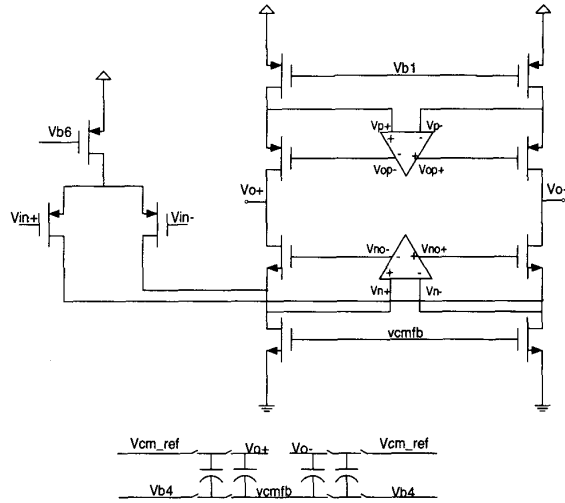 Vb1
Vb6
Vp+ Vp-
+ -
- +
Vop- Vop+
Vo+
Vo-
Vin+ Vin-
Vno- Vno+
- +
+ -
Vn+ Vn-
vcmfb
Vcm_ref Vo+ Vo- Vcm_ref
Vb4 vcmfb Vb4